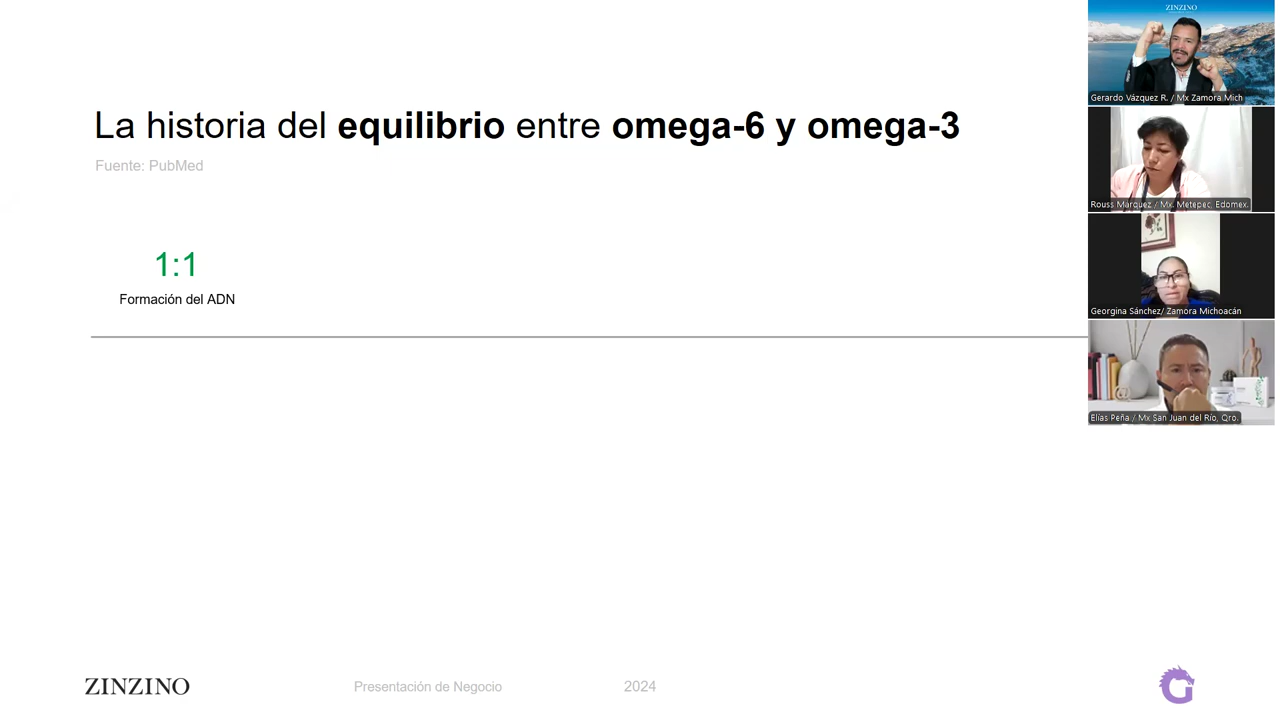 La historia del equilibrio entre omega-6 y omega-3
Fuente: PubMed
1:1
Formación del ADN
ZINZINO
Presentación de Negocio
2024
G
ZINZINO
Gerardo Vázquez R. / Mx Zamora Mich
Rouss Márquez / Mx. Metepec, Edomex.
Georgina Sánchez/ Zamora Michoacán
Elías Peña / Mx San Juan del Río, Qro.